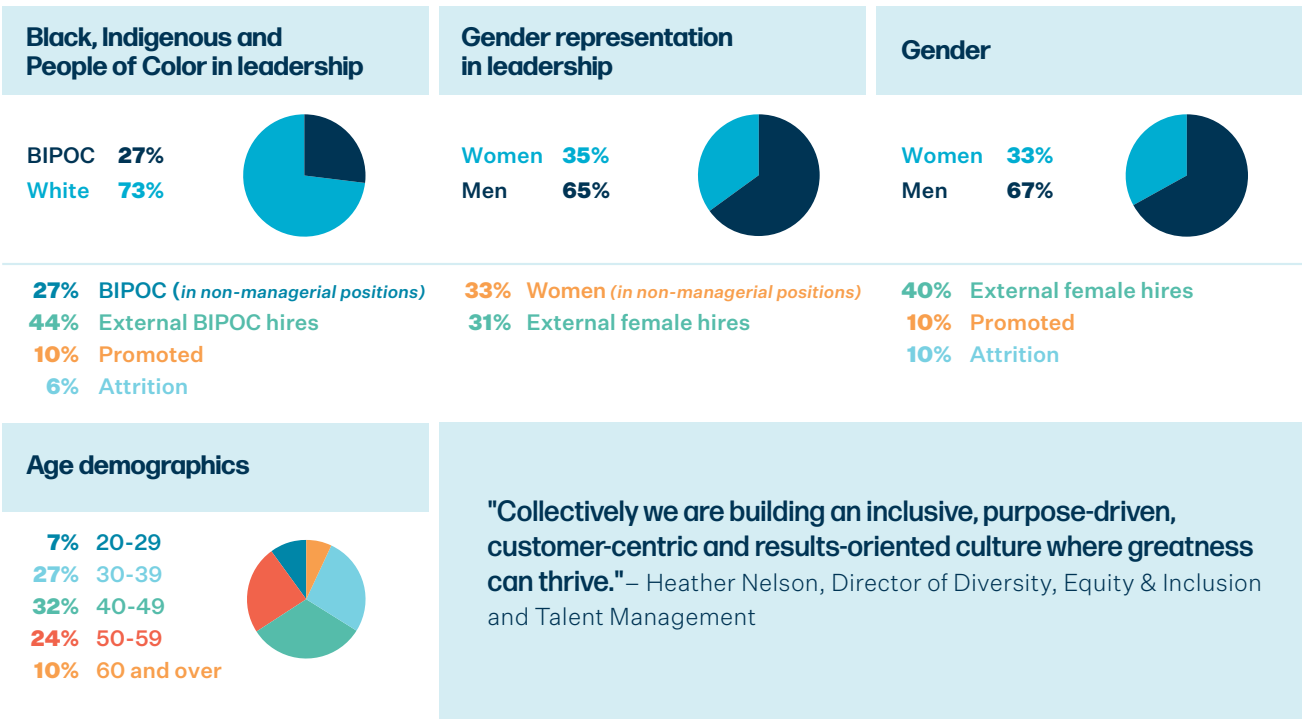 Black, Indigenous and
People of Color in leadership
BIPOC 27%
White 73%
27% BIPOC (in non-managerial positions)
44% External BIPOC hires
10% Promoted
6% Attrition
Gender representation
in leadership
Women 35%
Men 65%
33% Women (in non-managerial positions)
31% External female hires
Gender
Women 33%
Men 67%
40% External female hires
10% Promoted
10% Attrition
Age demographics
7% 20-29
27% 30-39
32% 40-49
24% 50-59
10% 60 and over
"Collectively we are building an inclusive, purpose-driven,
customer-centric and results-oriented culture where greatness
can thrive." – Heather Nelson, Director of Diversity, Equity & Inclusion
and Talent Management